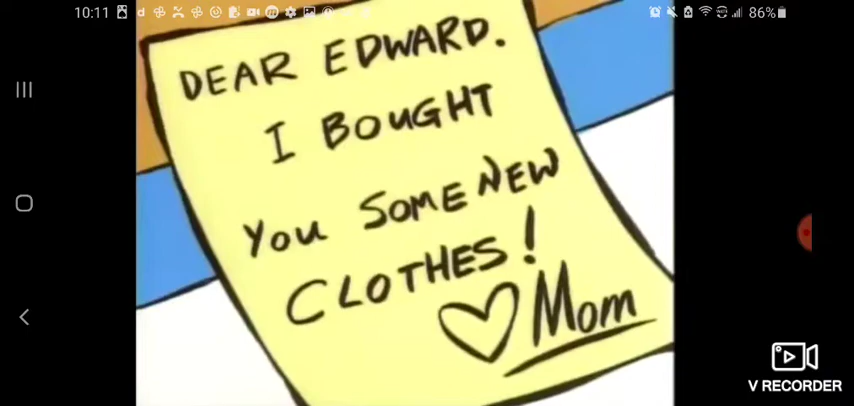 10:11
86%
DEAR EDWARD.
I BOUGHT
YOU SOME NEW
CLOTHES!
Mom
V RECORDER